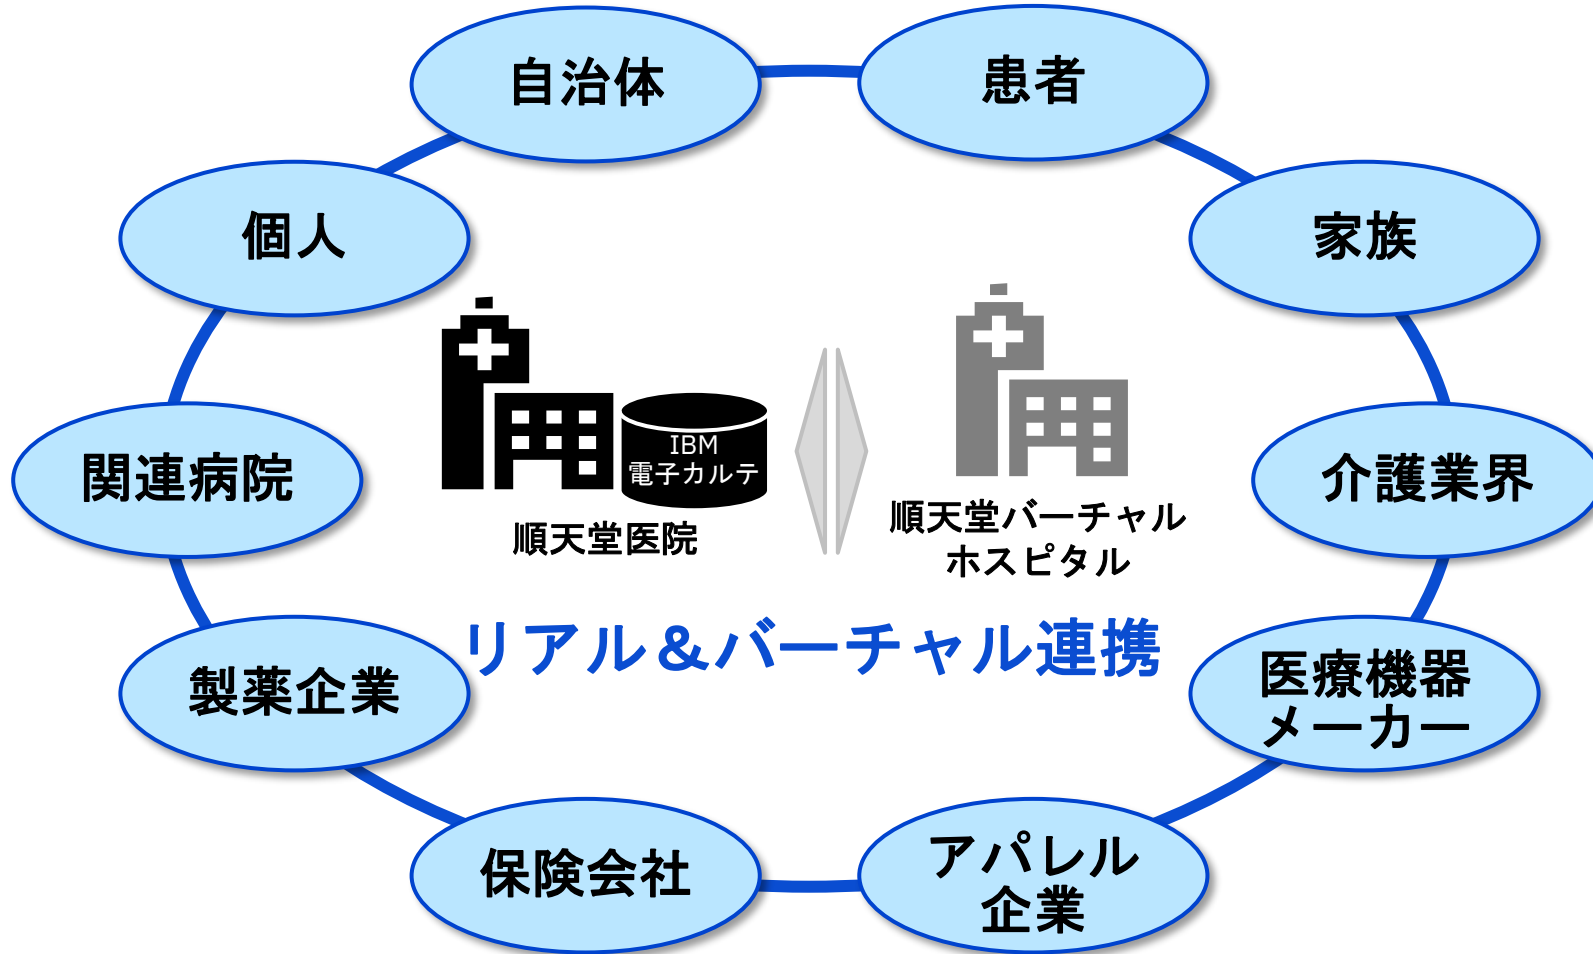 自治体
患者
個人
家族
IBM
電子カルテ
関連病院
介護業界
順天堂医院
順天堂バーチャル
ホスピタル
リアル＆バーチャル連携
製薬企業
医療機器
メーカー
保険会社
アパレル
企業